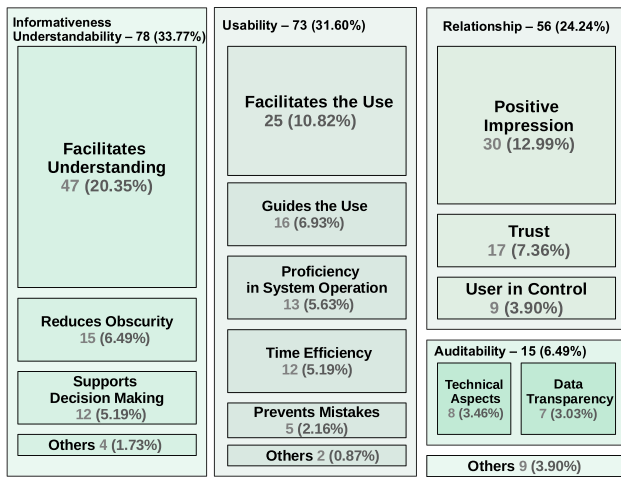 Informativeness
Understandability – 78 (33.77%)
Facilitates
Understanding
47 (20.35%)
Reduces Obscurity
15 (6.49%)
Supports
Decision Making
12 (5.19%)
Others 4 (1.73%)
Usability – 73 (31.60%)
Facilitates the Use
25 (10.82%)
Guides the Use
16 (6.93%)
Proficiency
in System Operation
13 (5.63%)
Time Efficiency
12 (5.19%)
Prevents Mistakes
5 (2.16%)
Others 2 (0.87%)
Relationship – 56 (24.24%)
Positive
Impression
30 (12.99%)
Trust
17 (7.36%)
User in Control
9 (3.90%)
Auditability – 15 (6.49%)
Technical
Aspects
8 (3.46%)
Data
Transparency
7 (3.03%)
Others 9 (3.90%)